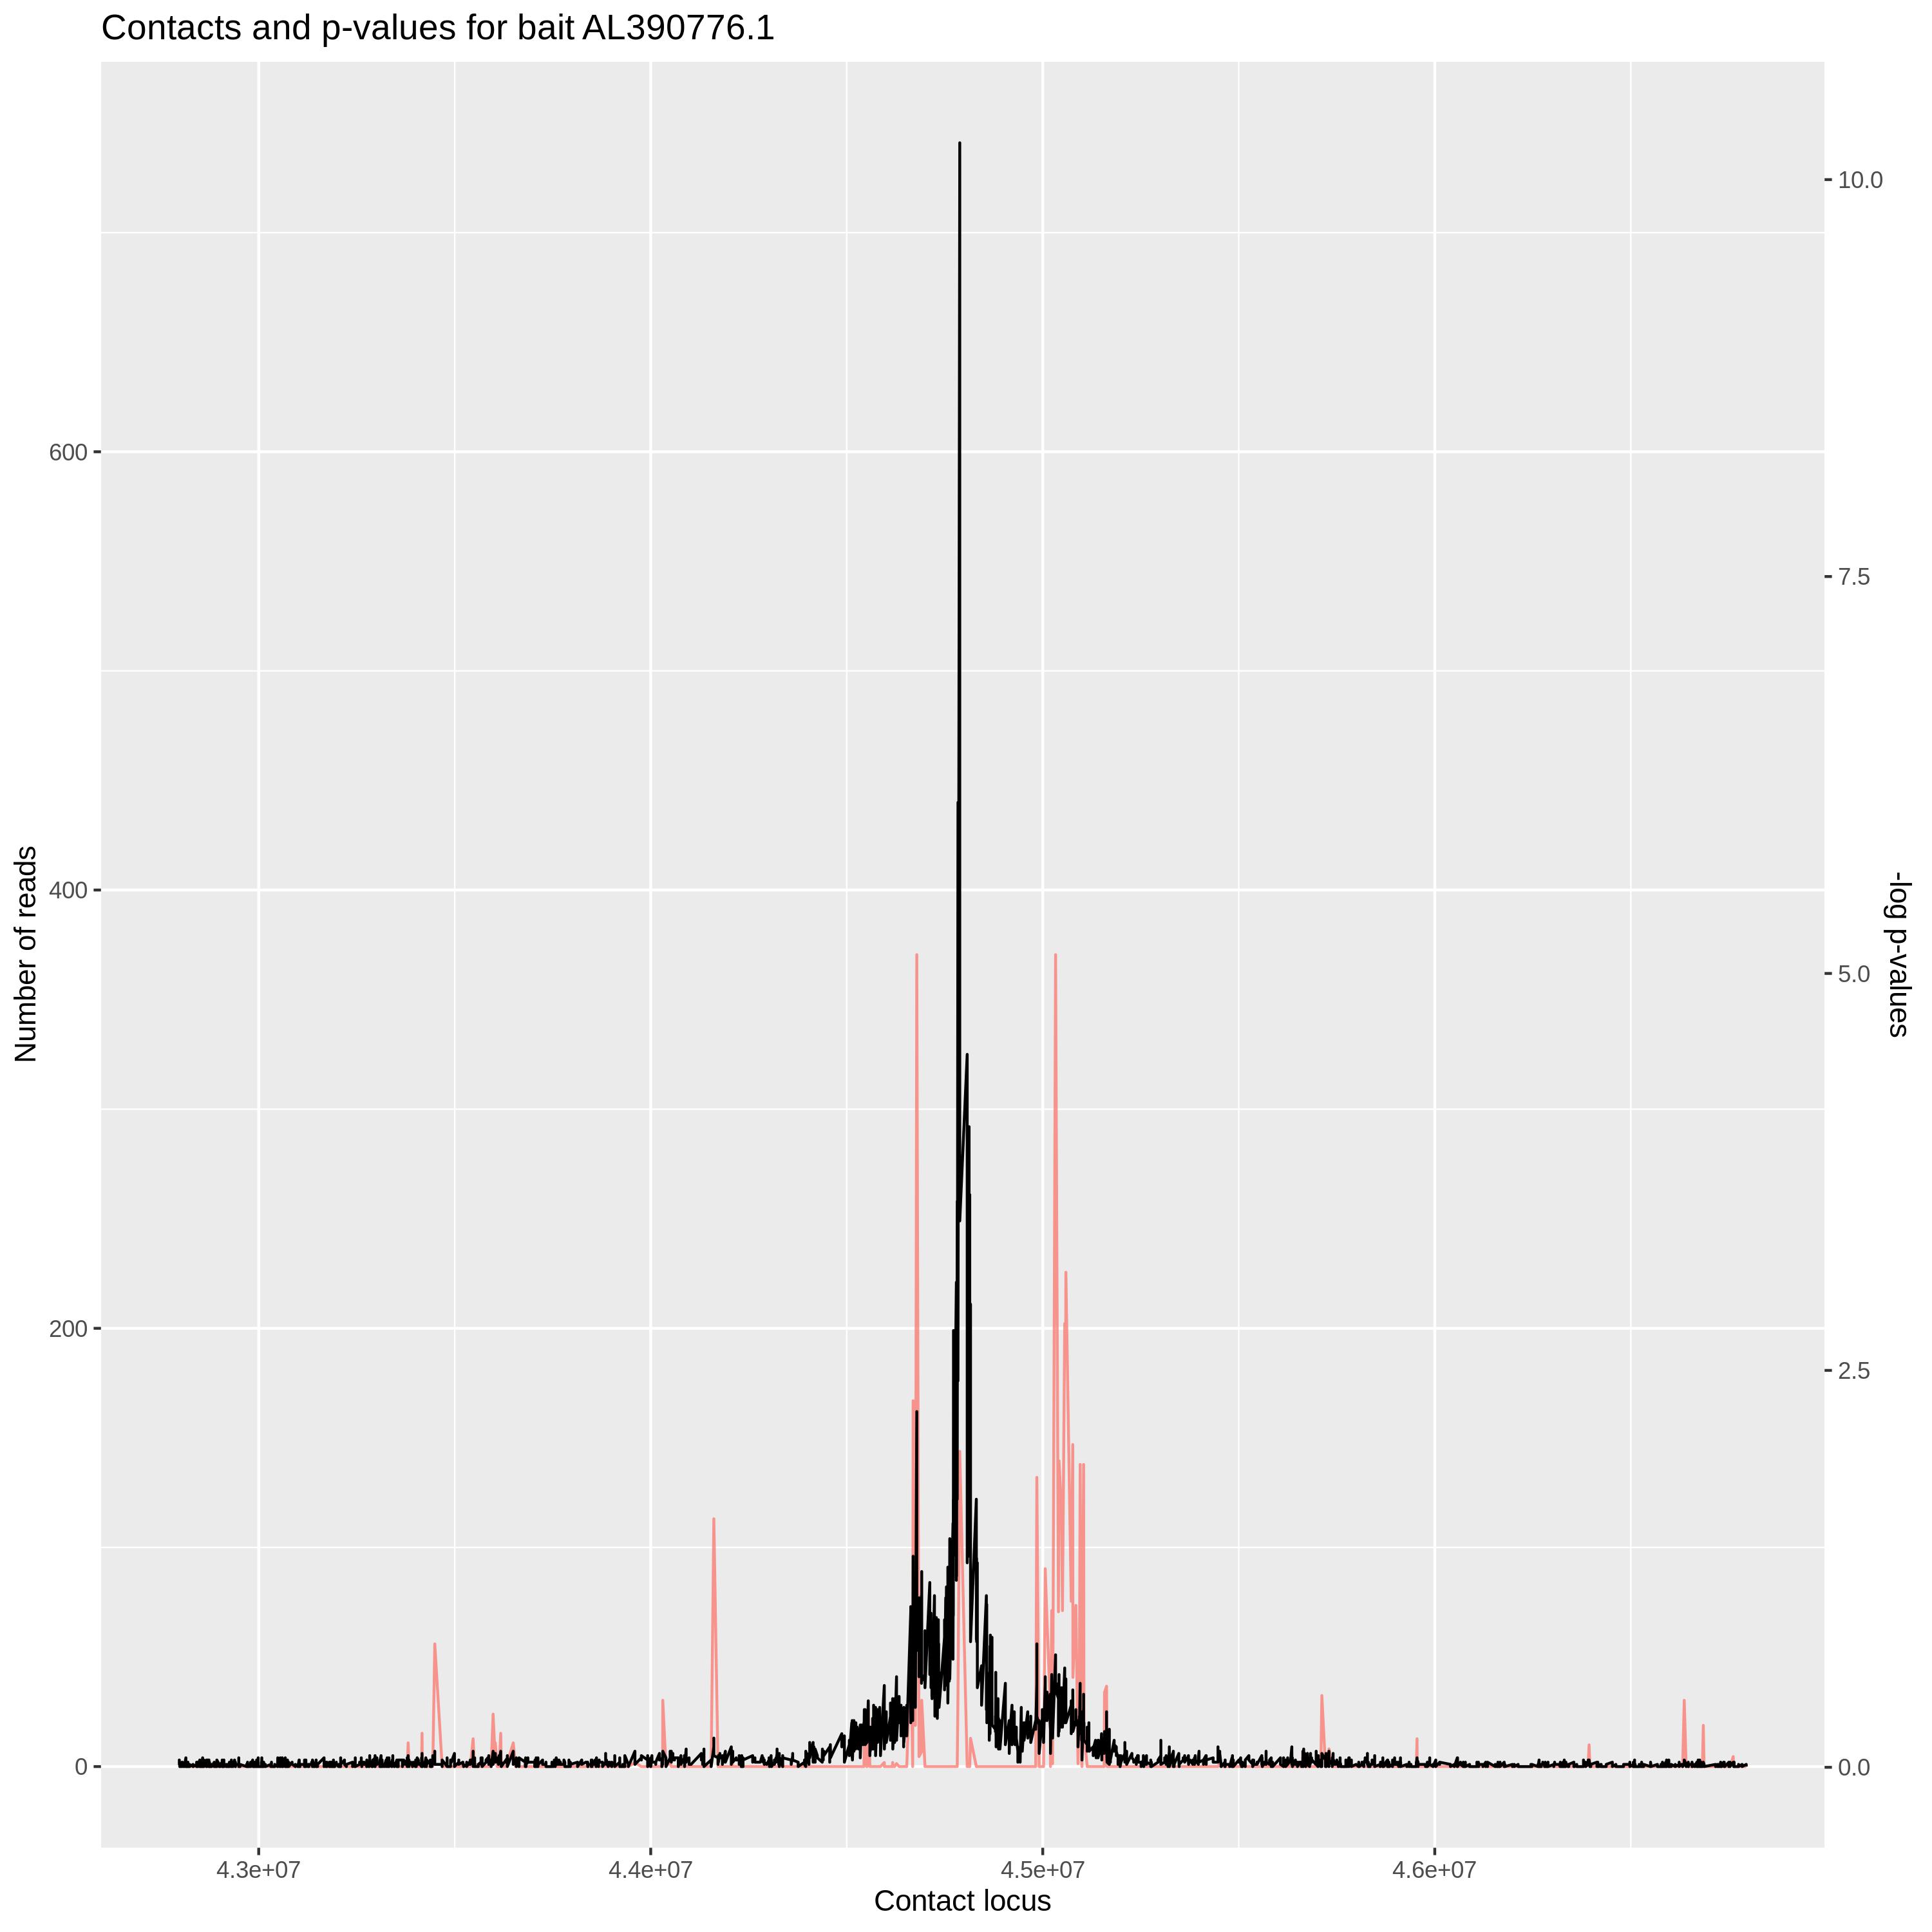 Contacts and p-values for bait AL390776.1
Number of reads
600
400
200
0
10.0
7.5
5.0
2.5
0.0
-log p-values
4.3e+07
4.4e+07
4.5e+07
4.6e+07
Contact locus